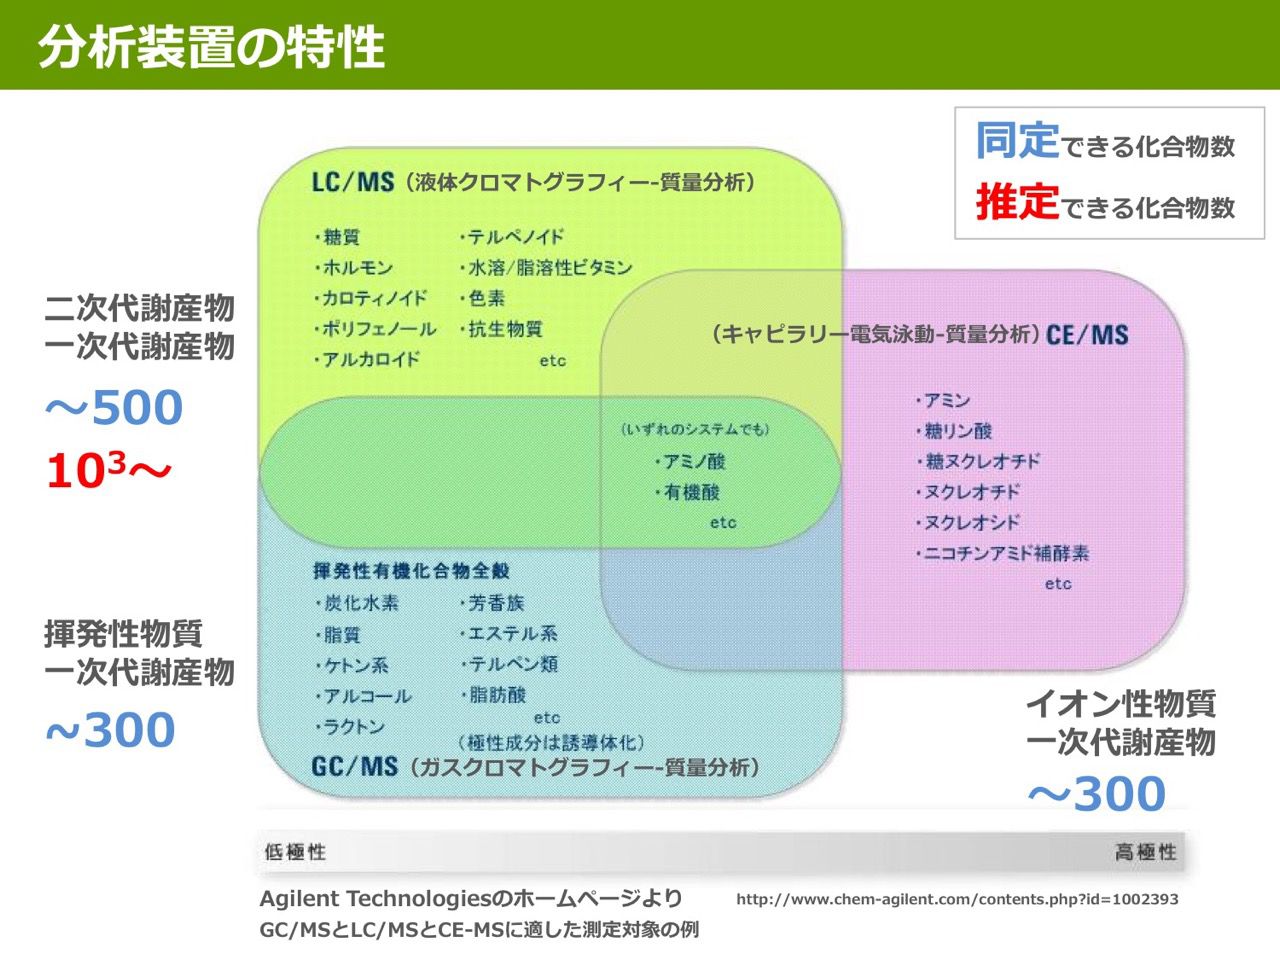 分析装置の特性
同定できる化合物数
推定できる化合物数
LC/MS（液体クロマトグラフィー-質量分析）
・糖質
・ホルモン
・カロティノイド
・ポリフェノール
・アルカロイド
・テルペノイド
・水溶/脂溶性ビタミン
・色素
・抗生物質
etc
二次代謝産物
一次代謝産物
～500
10³～
（キャピラリー電気泳動-質量分析）CE/MS
・アミン
・糖リン酸
・糖ヌクレオチド
・ヌクレオチド
・ヌクレオシド
・ニコチンアミド補酵素
etc
（いずれのシステムでも）
・アミノ酸
・有機酸
etc
揮発性有機化合物全般
・炭化水素
・脂質
・ケトン系
・アルコール
・ラクトン
・芳香族
・エステル系
・テルペン類
・脂肪酸
etc
（極性成分は誘導体化）
GC/MS（ガスクロマトグラフィー-質量分析）
揮発性物質
一次代謝産物
~300
イオン性物質
一次代謝産物
～300
低極性
高極性
Agilent Technologiesのホームページより
http://www.chem-agilent.com/contents.php?id=1002393
GC/MSとLC/MSとCE-MSに適した測定対象の例